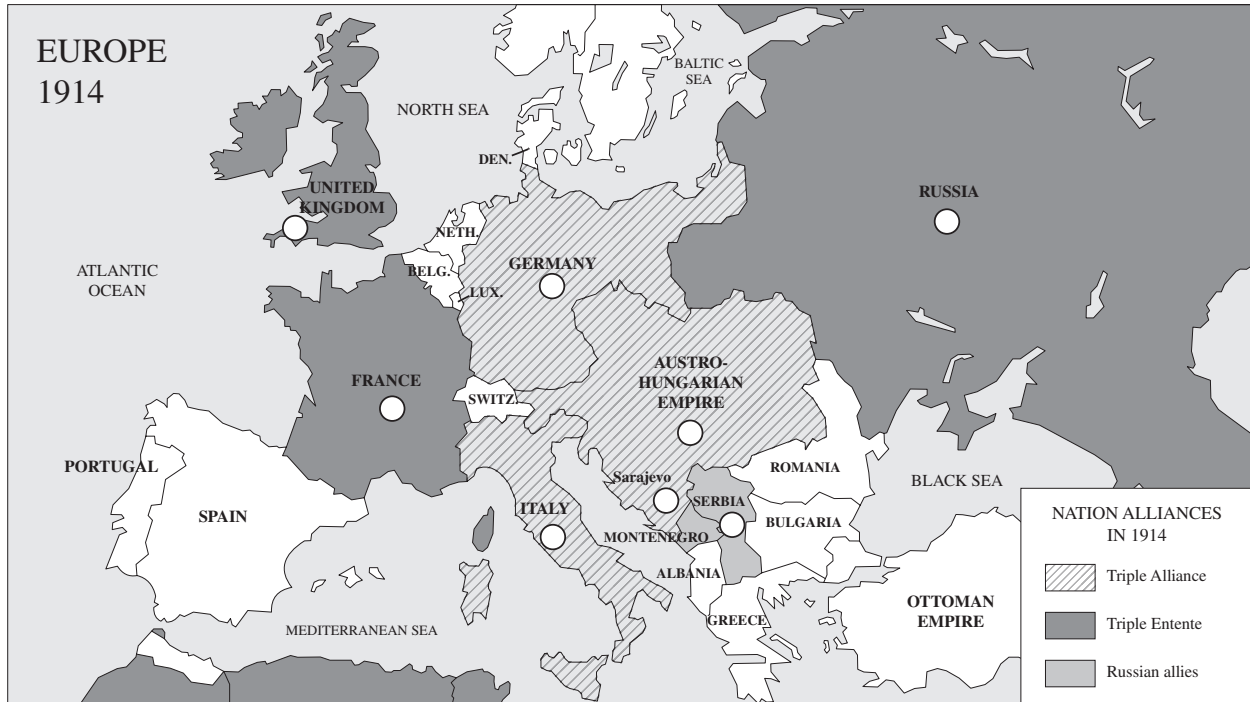 EUROPE
1914
NORTH SEA
BALTIC
SEA
DEN.
UNITED
KINGDOM
RUSSIA
NETH.
ATLANTIC
OCEAN
BELG.
GERMANY
LUX.
FRANCE
SWITZ.
AUSTRO-
HUNGARIAN
EMPIRE
PORTUGAL
SPAIN
Sarajevo
ROMANIA
BLACK SEA
SERBIA
ITALY
BULGARIA
MONTENEGRO
ALBANIA
GREECE
OTTOMAN
EMPIRE
MEDITERRANEAN SEA
NATION ALLIANCES
IN 1914
Triple Alliance
Triple Entente
Russian allies